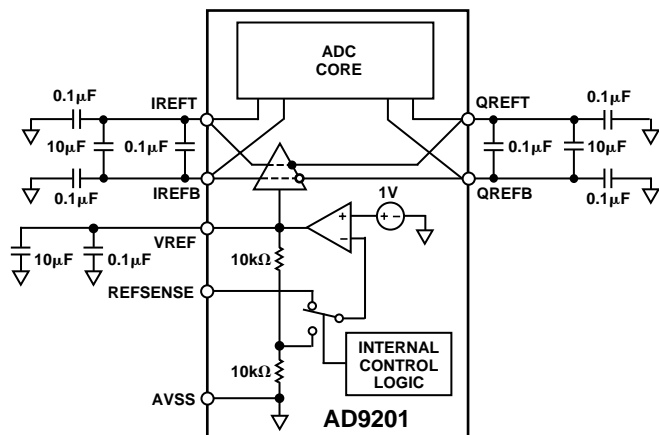 ADC
CORE
0.1µF
IREFT
QREFT
0.1µF
10µF
0.1µF
0.1µF
10µF
IREFB
QREFB
0.1µF
0.1µF
1V
VREF
+
−
+ −
10µF
0.1µF
10kΩ
REFSENSE
INTERNAL
CONTROL
LOGIC
10kΩ
AVSS
AD9201